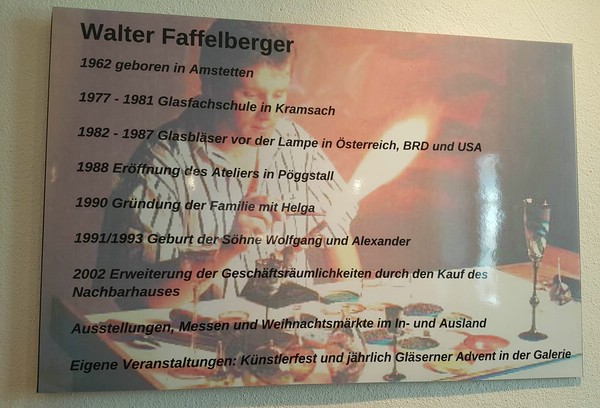 Walter Faffelberger
1962 geboren in Amstetten
1977 - 1981 Glasfachschule in Kramsach
1982 - 1987 Glasbläser vor der Lampe in Österreich, BRD und USA
1988 Eröffnung des Ateliers in Pöggstall
1990 Gründung der Familie mit Helga
1991/1993 Geburt der Söhne Wolfgang und Alexander
2002 Erweiterung der Geschäftsräumlichkeiten durch den Kauf des
Nachbarhauses
Ausstellungen, Messen und Weihnachtsmärkte im In- und Ausland
Eigene Veranstaltungen: Künstlerfest und jährlich Gläserner Advent in der Galerie